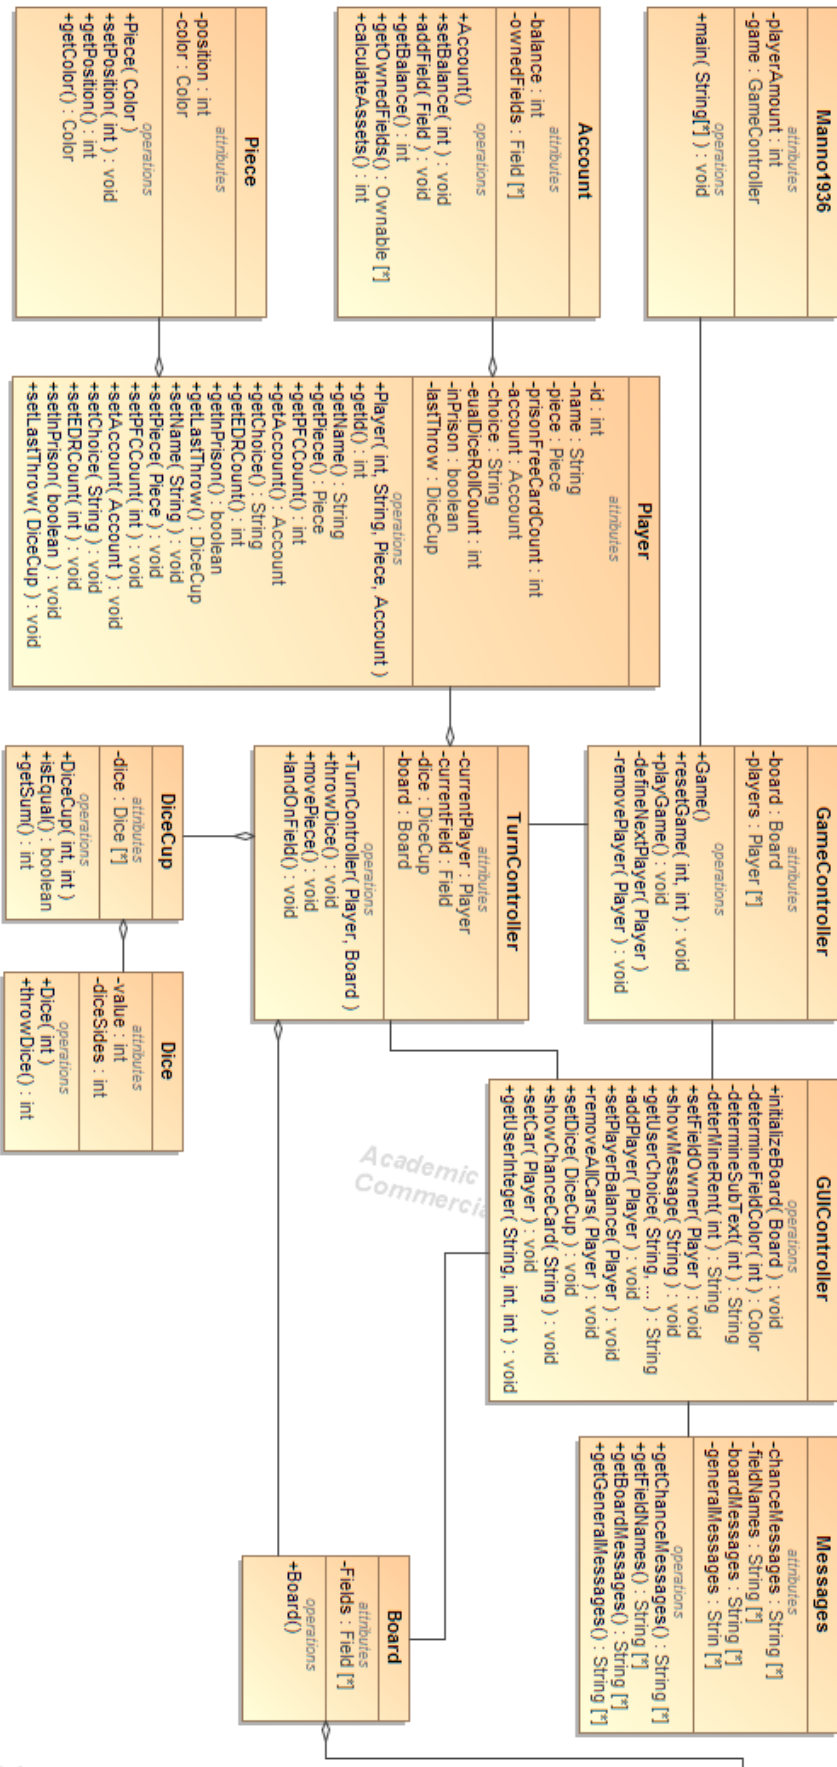 Manno1936
attributes
-playerAmount : int
-game : GameController
operations
+main( String[*] ) : void
GameController
attributes
-board : Board
-players : Player [*]
operations
+Game()
+resetGame( int, int ) : void
+playGame() : void
-defineNextPlayer( Player )
-removePlayer( Player ) : void
GUIController
operations
+initializeBoard( Board ) : void
-determineFieldColor( int ) : Color
-determineSubText( int ) : String
-deterMineRent( int ) : String
+setFieldOwner( Player ) : void
+showMessage( String ) : void
+getUserChoice( String, ... ) : String
+addPlayer( Player ) : void
+setPlayerBalance( Player ) : void
+removeAllCars( Player ) : void
+setDice( DiceCup ) : void
+showChanceCard( String ) : void
+setCar( Player ) : void
+getUserInteger( String, int, int ) : void
Messages
attributes
-chanceMessages : String [*]
-fieldNames : String [*]
-boardMessages : String [*]
-generalMessages : Strin [*]
operations
+getChanceMessages() : String [*]
+getFieldNames() : String [*]
+getBoardMessages() : String [*]
+getGeneralMessages() : String [*]
Account
attributes
-balance : int
-ownedFields : Field [*]
operations
+Account()
+setBalance( int ) : void
+addField( Field ) : void
+getBalance() : int
+getOwnedFields() : Ownable [*]
+calculateAssets() : int
Player
attributes
-id : int
-name : String
-piece : Piece
-prisonFreeCardCount : int
-account : Account
-choice : String
-eualDiceRollCount : int
-inPrison : boolean
-lastThrow : DiceCup
operations
+Player( int, String, Piece, Account )
+getId() : int
+getName() : String
+getPiece() : Piece
+getPFCCount() : int
+getAccount() : Account
+getChoice() : String
+getEDRCount() : int
+getInPrison() : boolean
+getLastThrow() : DiceCup
+setName( String ) : void
+setPiece( Piece ) : void
+setPFCCount( int ) : void
+setAccount( Account ) : void
+setChoice( String ) : void
+setEDRCount( int ) : void
+setInPrison( boolean ) : void
+setLastThrow( DiceCup ) : void
TurnController
attributes
-currentPlayer : Player
-currentField : Field
-dice : DiceCup
-board : Board
operations
+TurnController( Player, Board )
+throwDice() : void
+movePiece() : void
+landOnField() : void
Academic
Commercia
Board
attributes
-Fields : Field [*]
operations
+Board()
Piece
attributes
-position : int
-color : Color
operations
+Piece( Color )
+setPosition( int ) : void
+getPosition() : int
+getColor() : Color
DiceCup
attributes
-dice : Dice [*]
operations
+DiceCup( int, int )
+isEqual() : boolean
+getSum() : int
Dice
attributes
-value : int
-diceSides : int
operations
+Dice( int )
+throwDice() : int